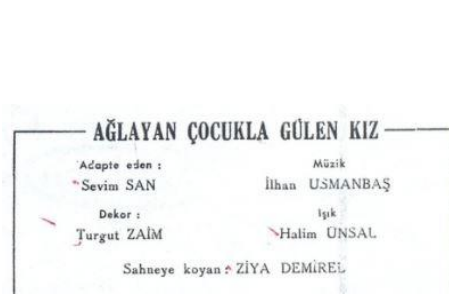 AĞLAYAN ÇOCUKLA GÜLEN KIZ
Adapte eden : Müzik
Sevim SAN İlhan USMANBAŞ
Dekor : Işık
Turgut ZAİM Halim ÜNSAL
Sahneye koyan : ZİYA DEMİREL